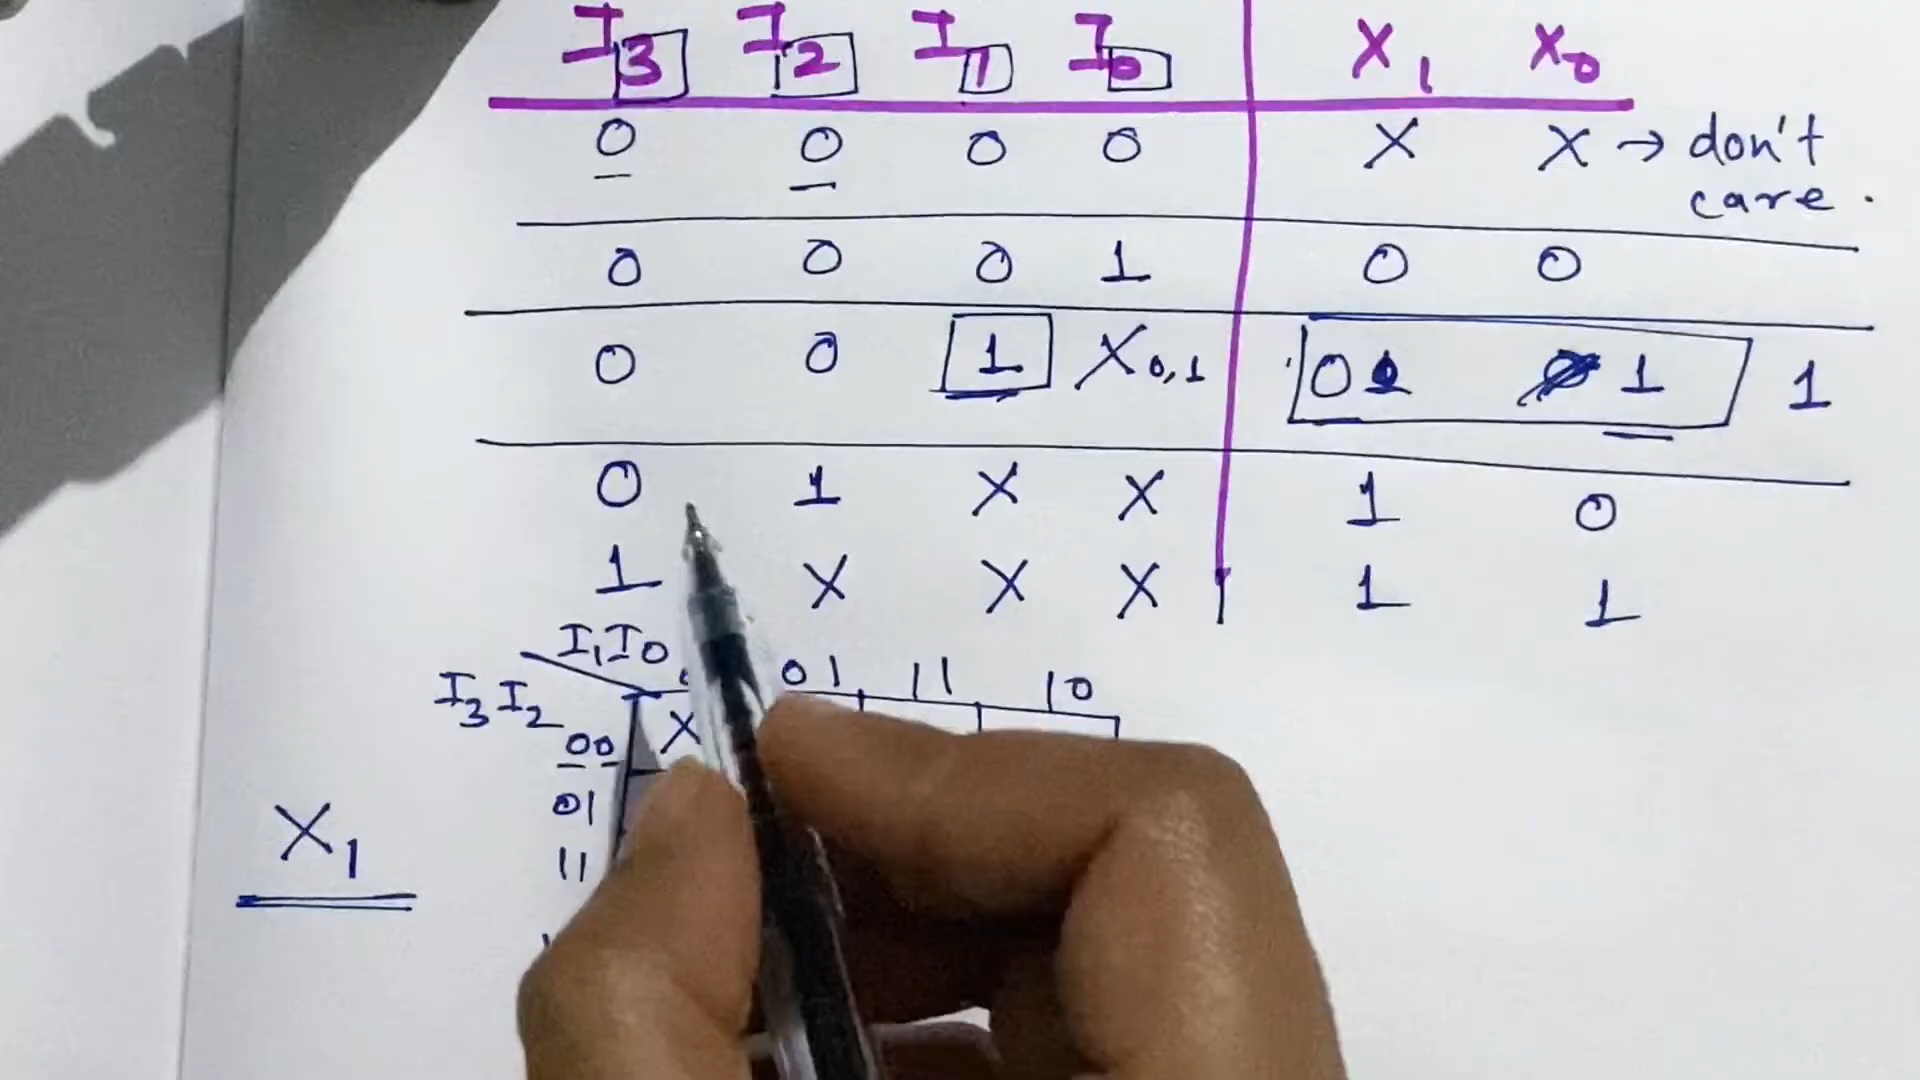 I3 I2 I1 I0 X1 X0
0 0 0 0 X X → don't care.
0 0 0 1 0 0
0 0 1 X0,1 0 1 1
0 1 X X 1 0
1 X X X 1 1
I1I0 01 11 10
I3I2
00 X
01
11
X1